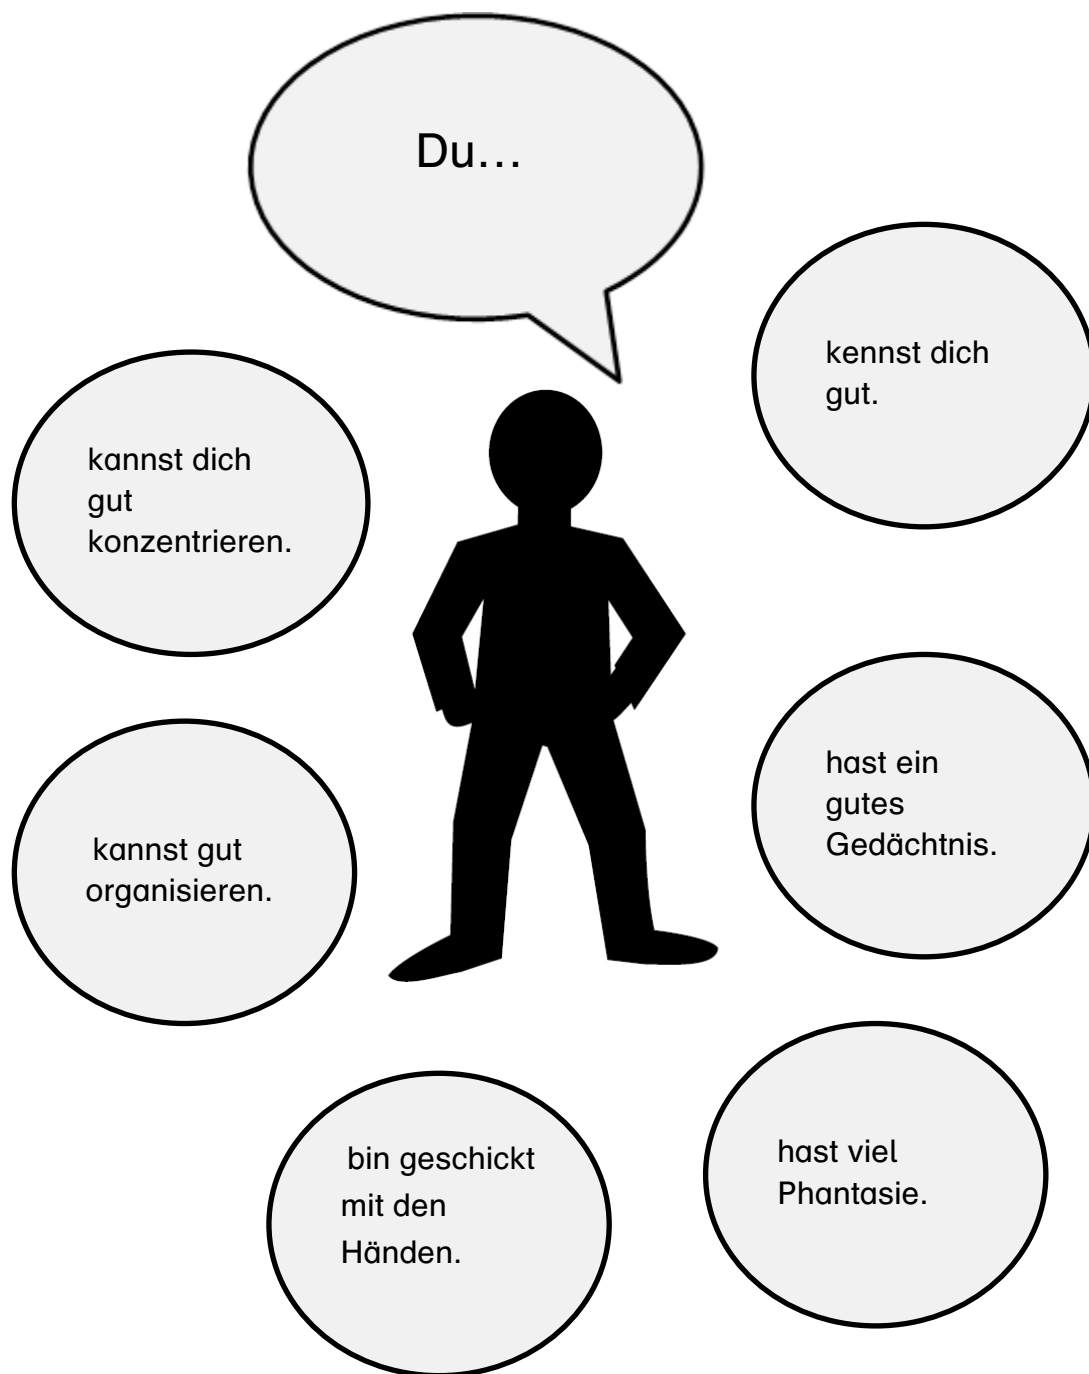 Du…
kennst dich
gut.
kannst dich
gut
konzentrieren.
hast ein
gutes
Gedächtnis.
kannst gut
organisieren.
bin geschickt
mit den
Händen.
hast viel
Phantasie.